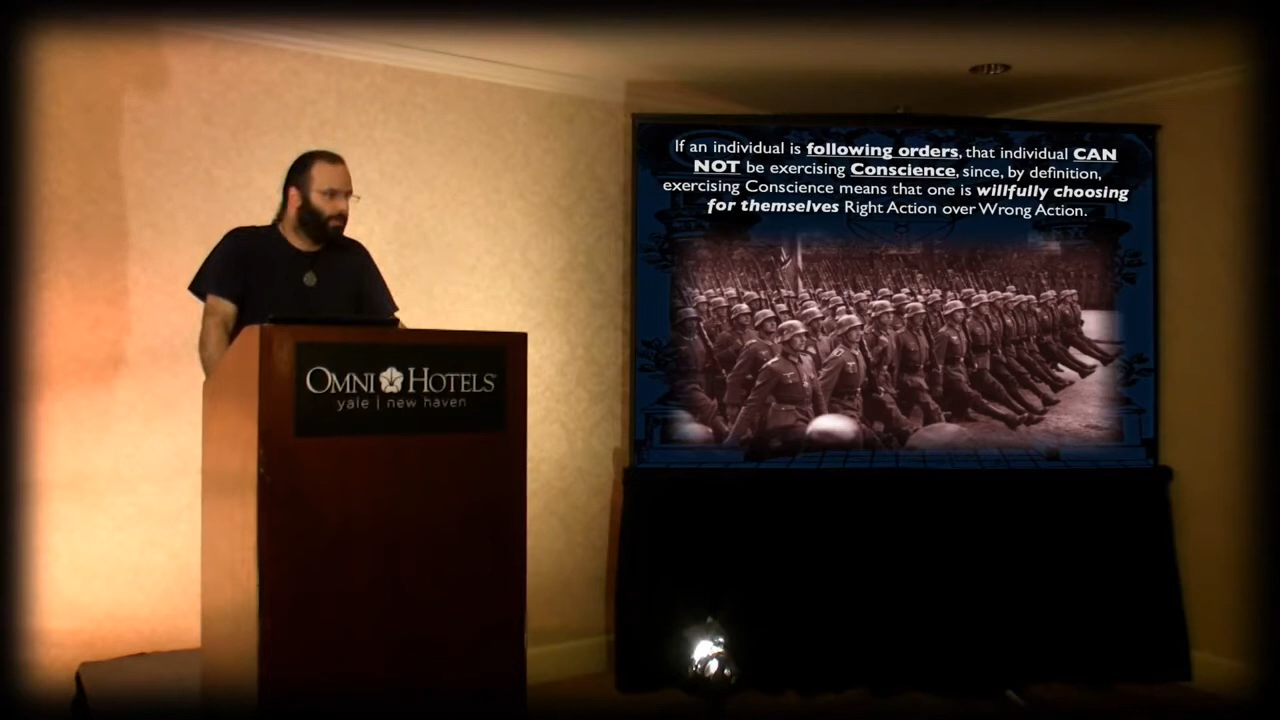 If an individual is following orders, that individual CAN
NOT be exercising Conscience, since, by definition,
exercising Conscience means that one is willfully choosing
for themselves Right Action over Wrong Action.
OMNI HOTELS
yale | new haven